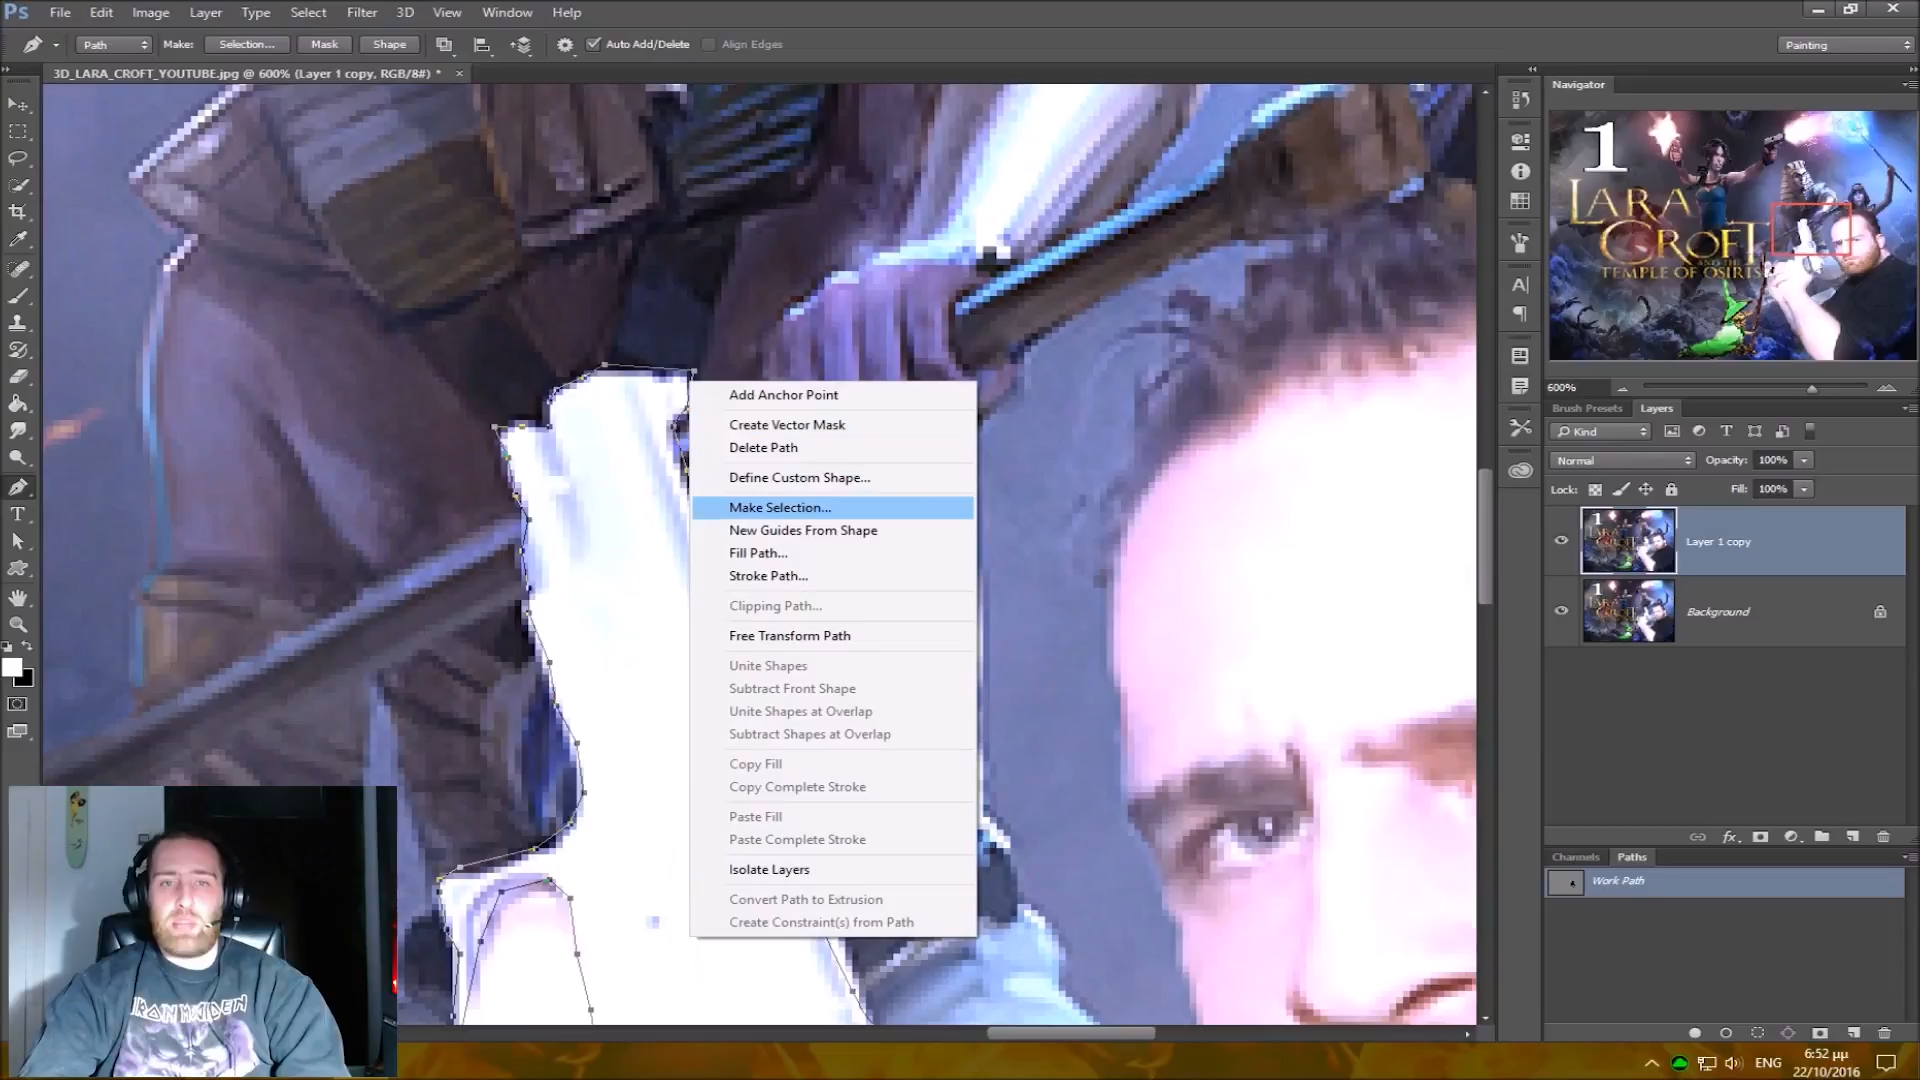 Ps File Edit Image Layer Type Select Filter 3D View Window Help
Path Make: Selection... Mask Shape Auto Add/Delete Align Edges Painting
3D_LARA_CROFT_YOUTUBE.jpg @ 600% (Layer 1 copy, RGB/8#) * ×
Navigator
1
LARA
CROFT
AND THE
TEMPLE OF OSIRIS
600%
Brush Presets Layers
Kind
Normal Opacity: 100%
Lock: Fill: 100%
Layer 1 copy
Background
Channels Paths
Work Path
Add Anchor Point
Create Vector Mask
Delete Path
Define Custom Shape...
Make Selection...
New Guides From Shape
Fill Path...
Stroke Path...
Clipping Path...
Free Transform Path
Unite Shapes
Subtract Front Shape
Unite Shapes at Overlap
Subtract Shapes at Overlap
Copy Fill
Copy Complete Stroke
Paste Fill
Paste Complete Stroke
Isolate Layers
Convert Path to Extrusion
Create Constraint(s) from Path
IRON MAIDEN
ENG
6:52 μμ
22/10/2016